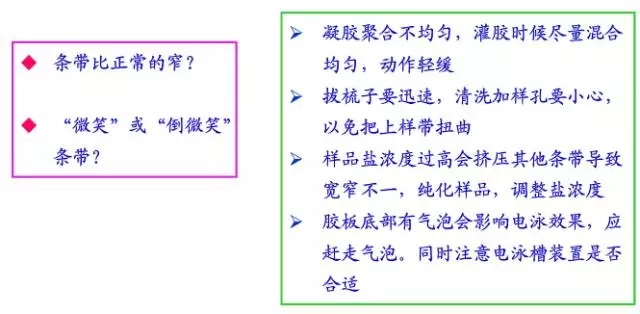 条带比正常的窄?
“微笑”或“倒微笑”
条带?
凝胶聚合不均匀，灌胶时候尽量混合
均匀，动作轻缓
拔梳子要迅速，清洗加样孔要小心，
以免把上样带扭曲
样品盐浓度过高会挤压其他条带导致
宽窄不一，纯化样品，调整盐浓度
胶板底部有气泡会影响电泳效果，应
赶走气泡。同时注意电泳槽装置是否
合适